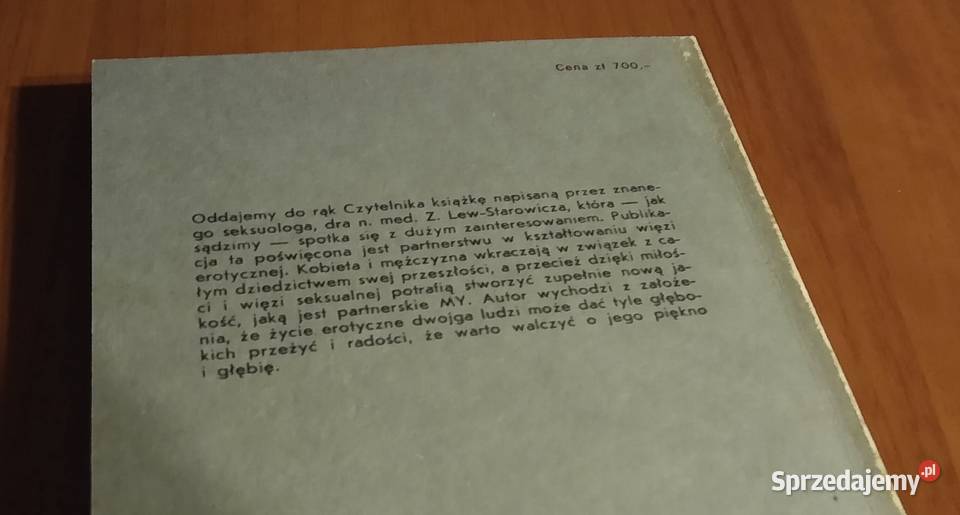 Cena zł 700,-
Oddajemy do rąk Czytelnika książkę napisaną przez znane-
go seksuologa, dra n. med. Z. Lew-Starowicza, która — jak
sądzimy — spotka się z dużym zainteresowaniem. Publika-
cja ta poświęcona jest partnerstwu w kształtowaniu więzi
erotycznej. Kobieta i mężczyzna wkraczają w związek z ca-
łym dziedzictwem swej przeszłości, a przecież dzięki miłoś-
ci i więzi seksualnej potrafią stworzyć zupełnie nową ja-
kość, jaką jest partnerskie MY. Autor wychodzi z założe-
nia, że życie erotyczne dwojga ludzi może dać tyle głębo-
kich przeżyć i radości, że warto walczyć o jego piękno
i głębię.
Sprzedajemy.pl